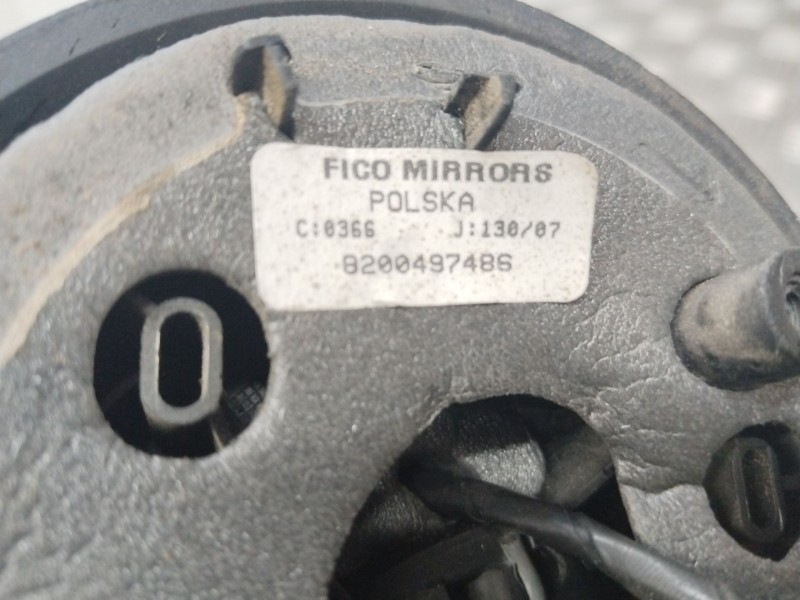 FICO MIRRORS
POLSKA
C:0366 J:130/07
8200497486